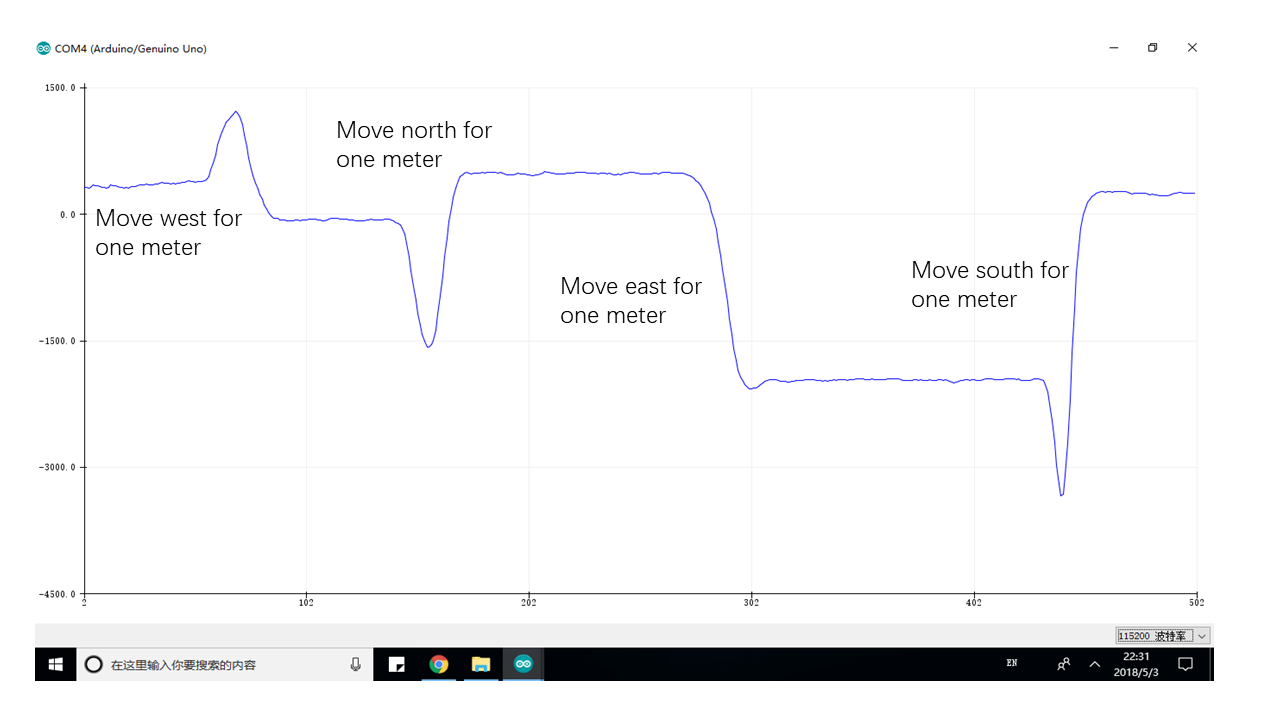 COM4 (Arduino/Genuino Uno)
1500.0
Move north for
one meter
0.0
Move west for
one meter
Move east for
one meter
Move south for
one meter
-1500.0
-3000.0
-4500.0
2 102 202 302 402 502
115200 波特率
在这里输入你要搜索的内容
EN
22:31
2018/5/3